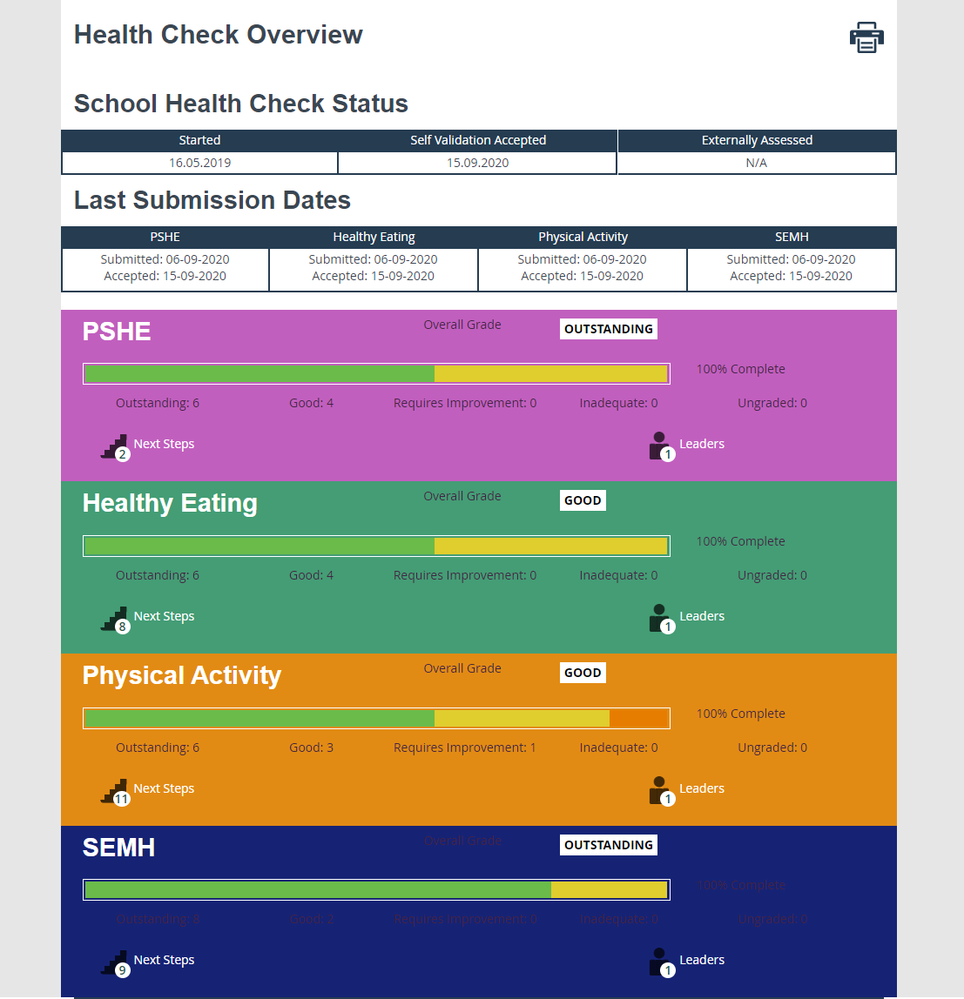 Health Check Overview
School Health Check Status
Started Self Validation Accepted Externally Assessed
16.05.2019 15.09.2020 N/A
Last Submission Dates
PSHE Healthy Eating Physical Activity SEMH
Submitted: 06-09-2020 Submitted: 06-09-2020 Submitted: 06-09-2020 Submitted: 06-09-2020
Accepted: 15-09-2020 Accepted: 15-09-2020 Accepted: 15-09-2020 Accepted: 15-09-2020
PSHE Overall Grade OUTSTANDING
100% Complete
Outstanding: 6 Good: 4 Requires Improvement: 0 Inadequate: 0 Ungraded: 0
2 Next Steps 1 Leaders
Healthy Eating Overall Grade GOOD
100% Complete
Outstanding: 6 Good: 4 Requires Improvement: 0 Inadequate: 0 Ungraded: 0
8 Next Steps 1 Leaders
Physical Activity Overall Grade GOOD
100% Complete
Outstanding: 6 Good: 3 Requires Improvement: 1 Inadequate: 0 Ungraded: 0
11 Next Steps 1 Leaders
SEMH Overall Grade OUTSTANDING
100% Complete
Outstanding: 8 Good: 2 Requires Improvement: 0 Inadequate: 0 Ungraded: 0
9 Next Steps 1 Leaders